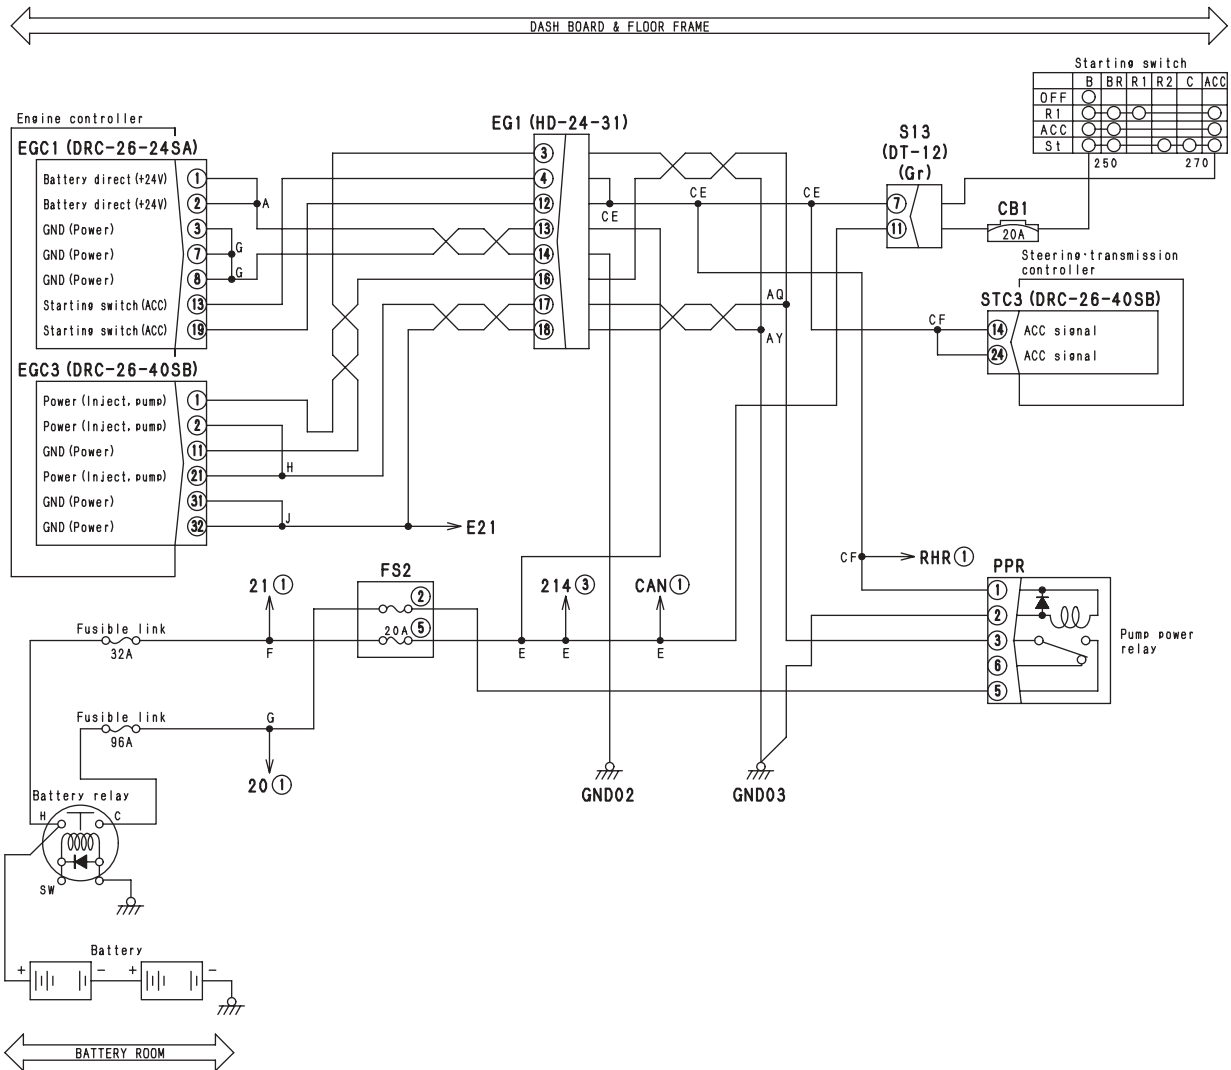 DASH BOARD & FLOOR FRAME
Starting switch
B BR R1 R2 C ACC
OFF
R1
ACC
St
250 270
Engine controller
EGC1 (DRC-26-24SA)
Battery direct (+24V) 1
Battery direct (+24V) 2
A
GND (Power) 3
GND (Power) 7
G
GND (Power) 8
G
Starting switch (ACC) 13
Starting switch (ACC) 19
EGC3 (DRC-26-40SB)
Power (Inject. pump) 1
Power (Inject. pump) 2
GND (Power) 11
Power (Inject. pump) 21
H
GND (Power) 31
GND (Power) 32
J
E21
EG1 (HD-24-31)
3
4
12
13
14
16
17
18
CE
CE
CE
AQ
AY
S13
(DT-12)
(Gr)
7
11
CB1
20A
Steering·transmission
controller
STC3 (DRC-26-40SB)
14 ACC signal
24 ACC signal
CF
CF
RHR 1
PPR
1
2
3
6
5
Pump power
relay
FS2
2
20A 5
21 1
214 3
CAN 1
Fusible link
32A
F
E
E
E
Fusible link
96A
G
20 1
GND02
GND03
Battery relay
H
C
SW
Battery
+ - + -
BATTERY ROOM